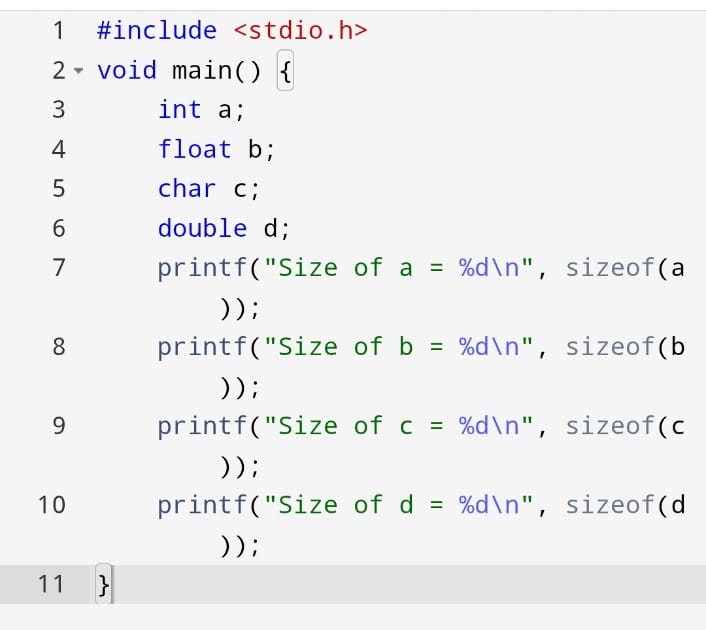 1 #include <stdio.h>
2 void main() {
3 int a;
4 float b;
5 char c;
6 double d;
7 printf("Size of a = %d\n", sizeof(a
));
8 printf("Size of b = %d\n", sizeof(b
));
9 printf("Size of c = %d\n", sizeof(c
));
10 printf("Size of d = %d\n", sizeof(d
));
11 }